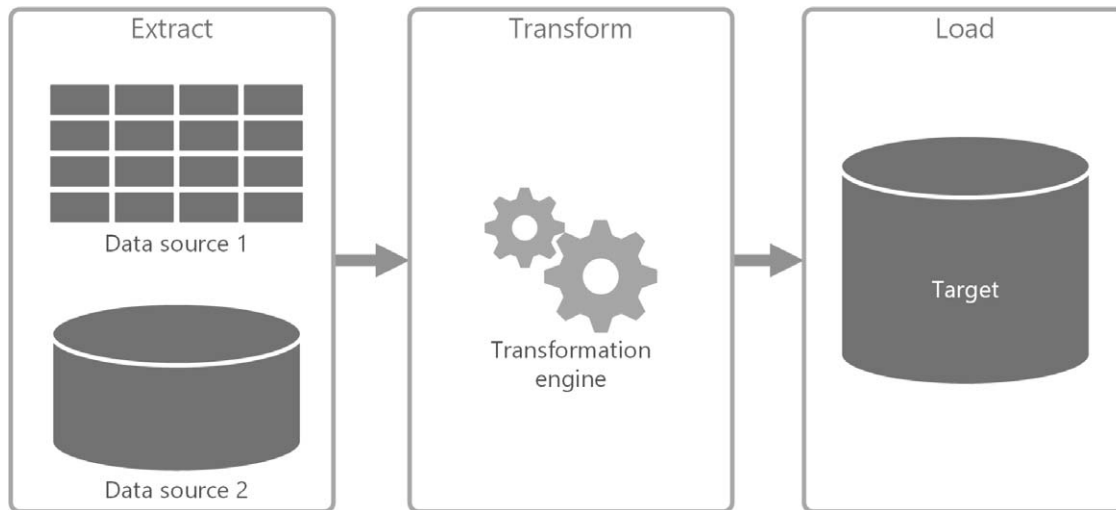 Extract
Data source 1
Data source 2
Transform
Transformation
engine
Load
Target